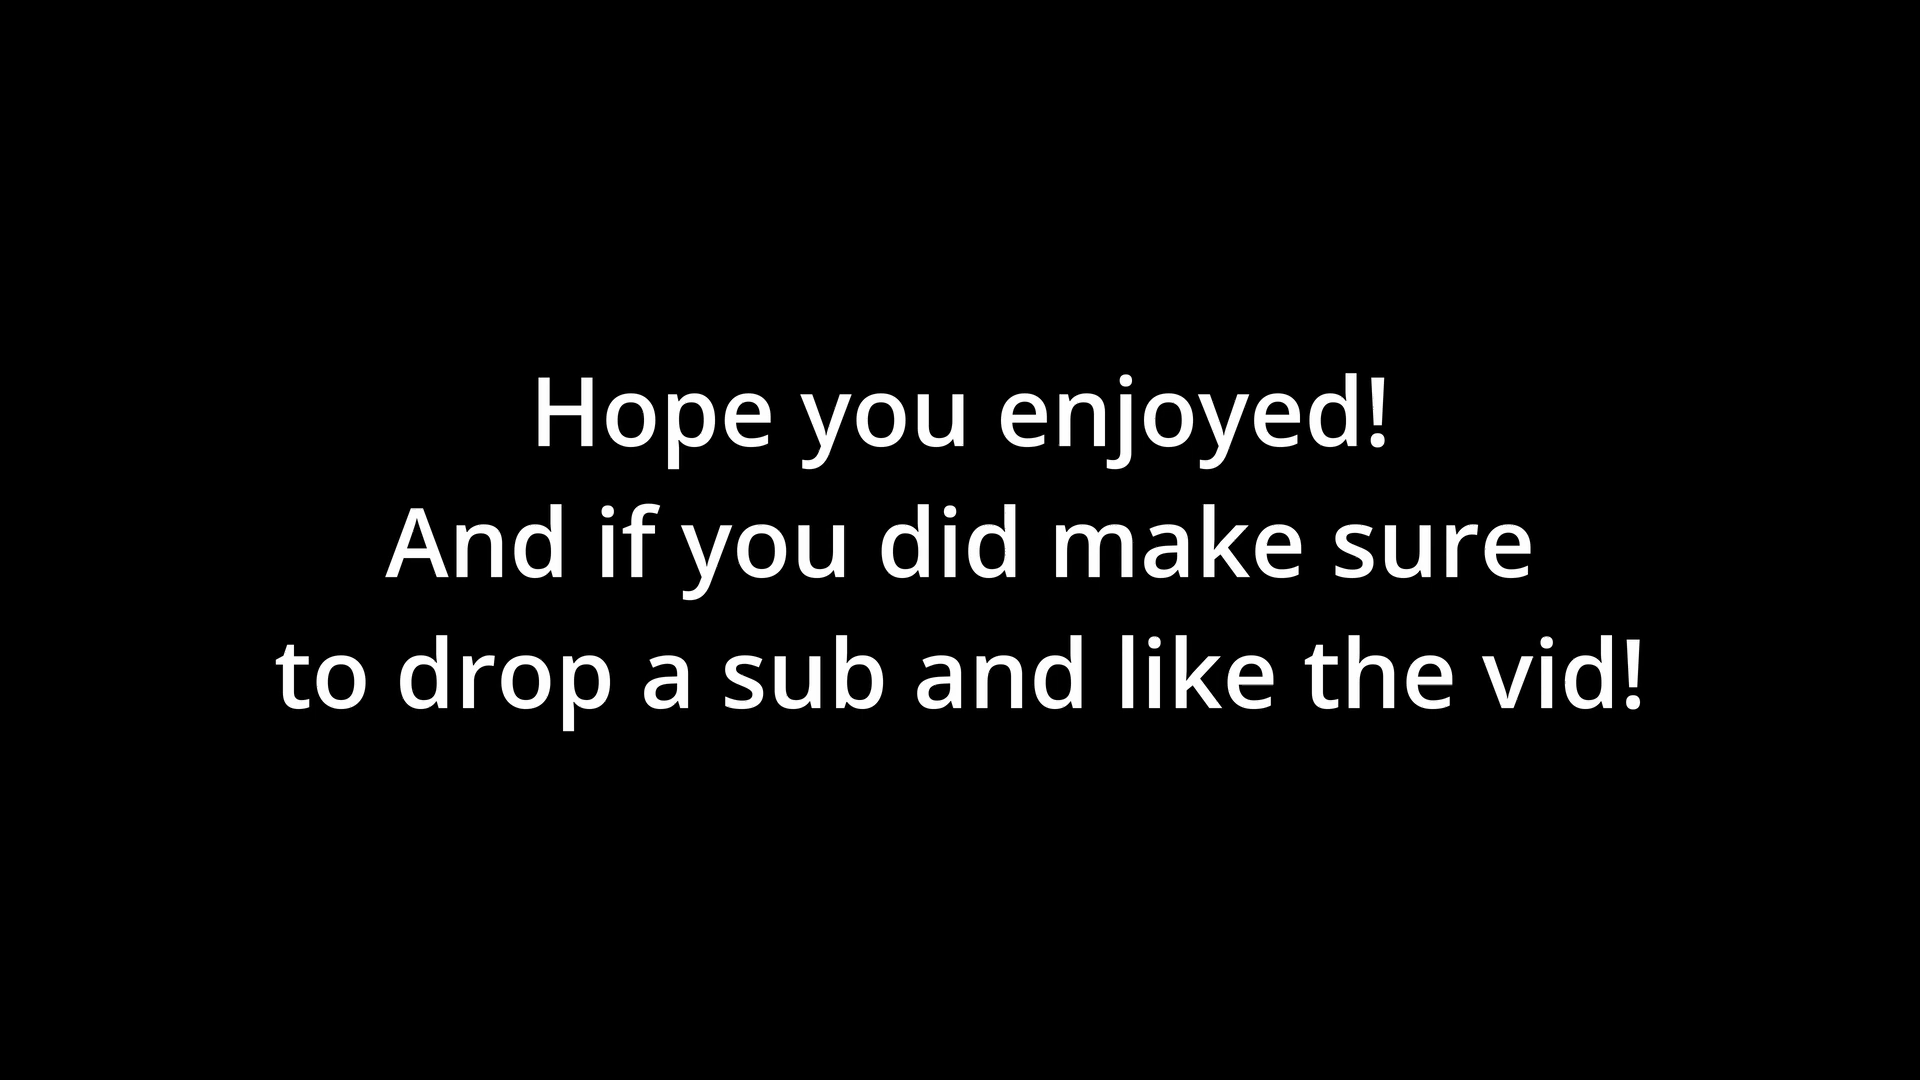 Hope you enjoyed!
And if you did make sure
to drop a sub and like the vid!